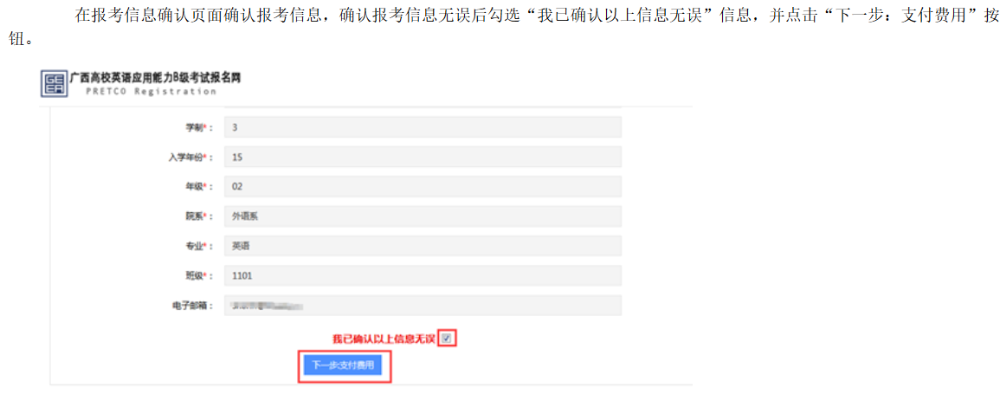 在报考信息确认页面确认报考信息，确认报考信息无误后勾选“我已确认以上信息无误”信息，并点击“下一步：支付费用”按
钮。
GEEA 广西高校英语应用能力B级考试报名网
PRETCO Registration
学制*： 3
入学年份*： 15
年级*： 02
院系*： 外语系
专业*： 英语
班级*： 1101
电子邮箱：
我已确认以上信息无误
下一步:支付费用